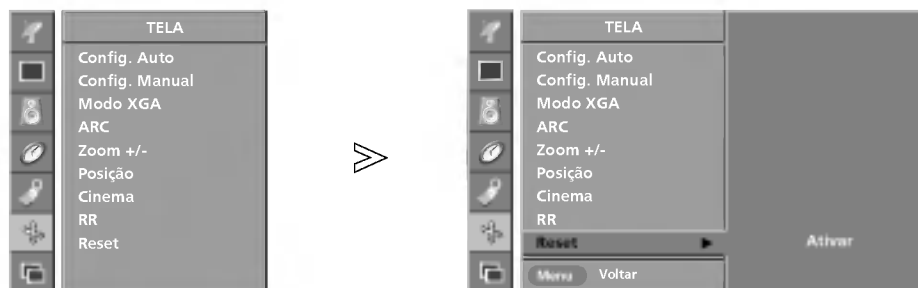 TELA
Config. Auto
Config. Manual
Modo XGA
ARC
Zoom +/-
Posição
Cinema
RR
Reset
TELA
Config. Auto
Config. Manual
Modo XGA
ARC
Zoom +/-
Posição
Cinema
RR
Reset
Ativar
Menu Voltar